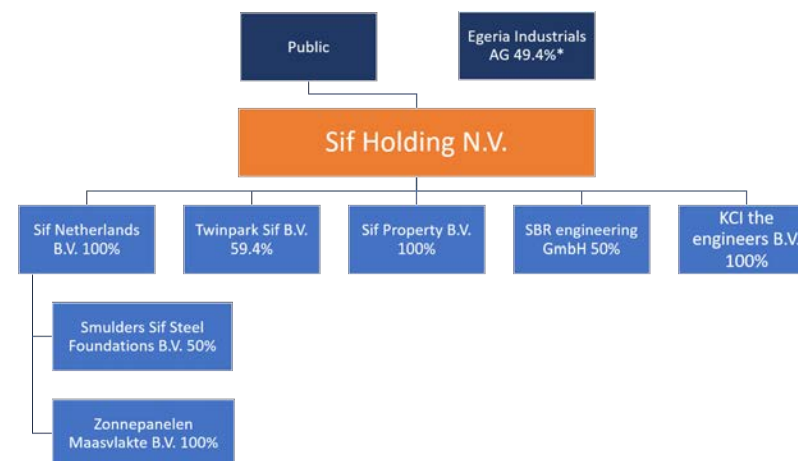 Public
Egeria Industrials
AG 49.4%*
Sif Holding N.V.
Sif Netherlands
B.V. 100%
Twinpark Sif B.V.
59.4%
Sif Property B.V.
100%
SBR engineering
GmbH 50%
KCI the
engineers B.V.
100%
Smulders Sif Steel
Foundations B.V. 50%
Zonnepanelen
Maasvlakte B.V. 100%